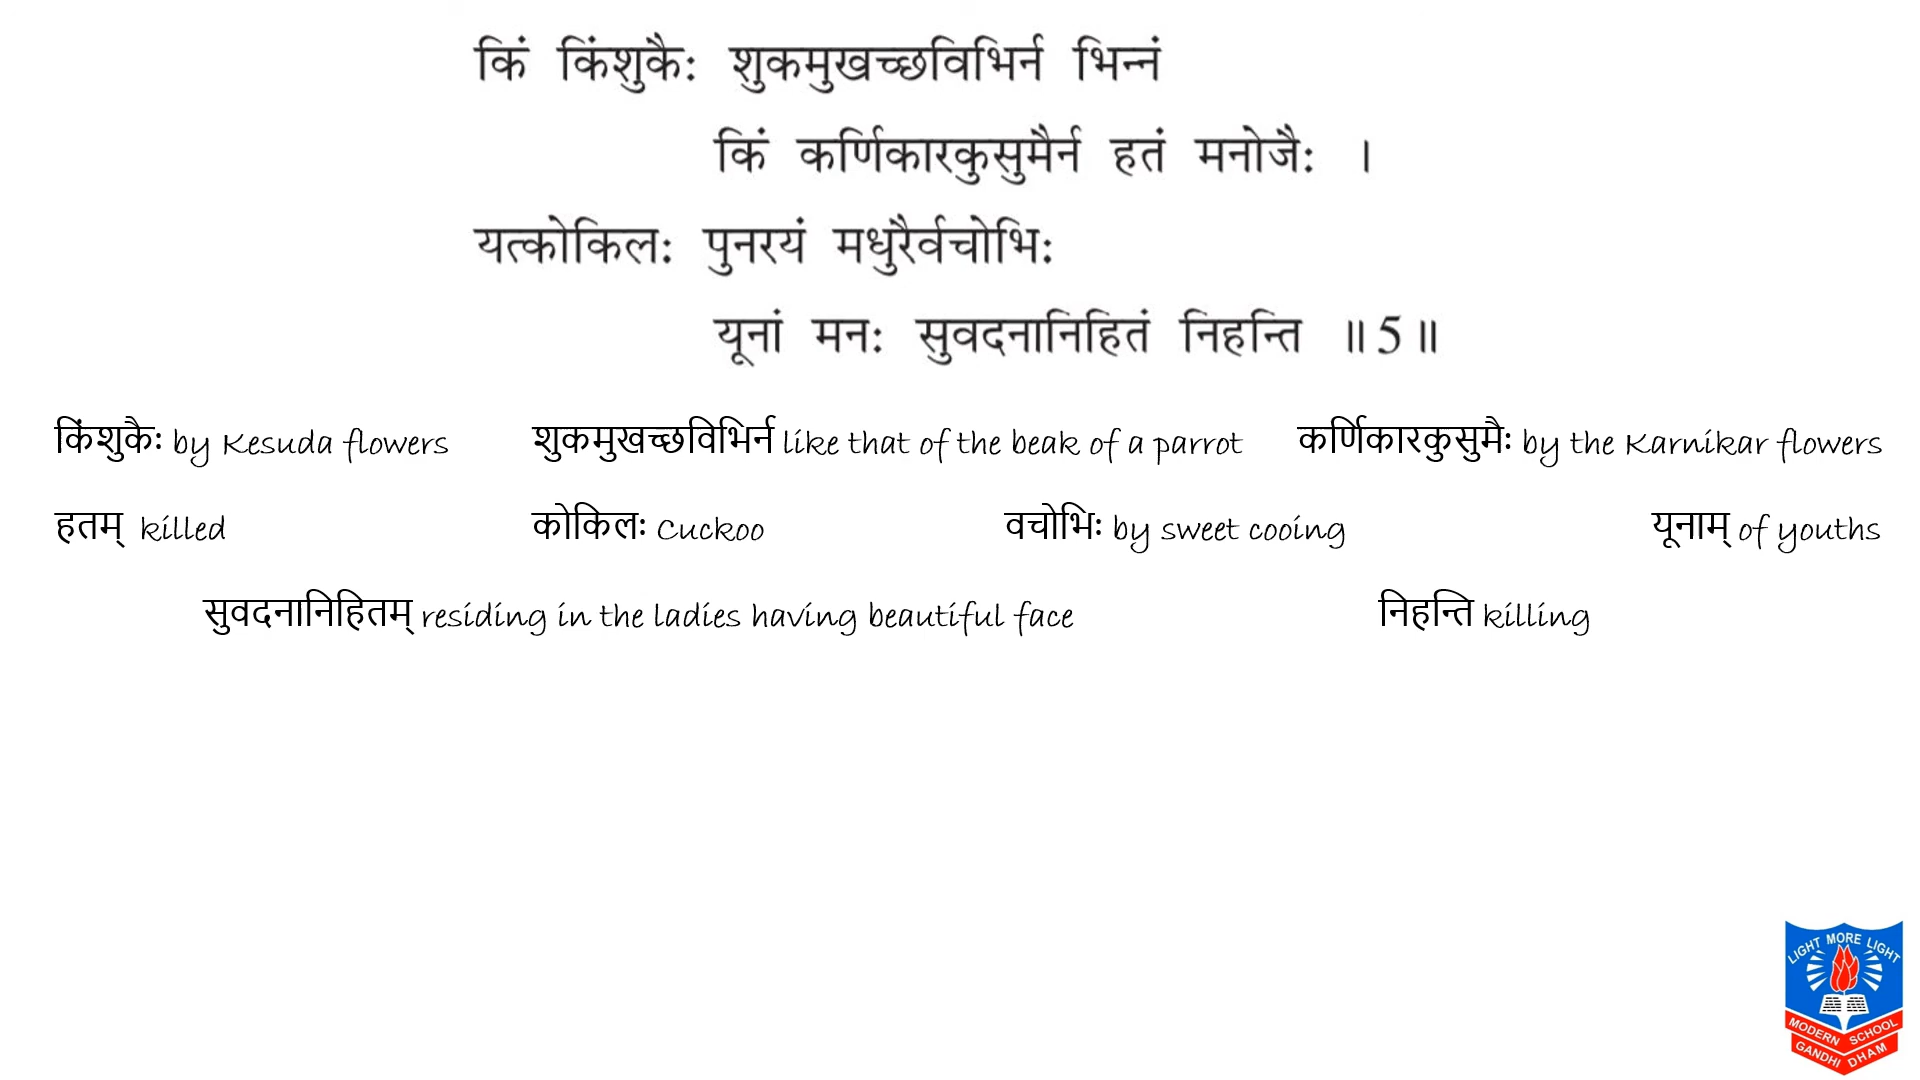 किं किंशुकैः शुकमुखच्छविभिर्न भिन्नं
किं कर्णिकारकुसुमैर्न हतं मनोजैः ।
यत्कोकिलः पुनरयं मधुरैर्वचोभिः
यूनां मनः सुवदनानिहितं निहन्ति ॥5॥
किंशुकैः by Kesuda flowers शुकमुखच्छविभिर्न like that of the beak of a parrot कर्णिकारकुसुमैः by the Karnikar flowers
हतम् killed कोकिलः Cuckoo वचोभिः by sweet cooing यूनाम् of youths
सुवदनानिहितम् residing in the ladies having beautiful face निहन्ति killing
LIGHT MORE LIGHT
MODERN SCHOOL
GANDHI DHAM